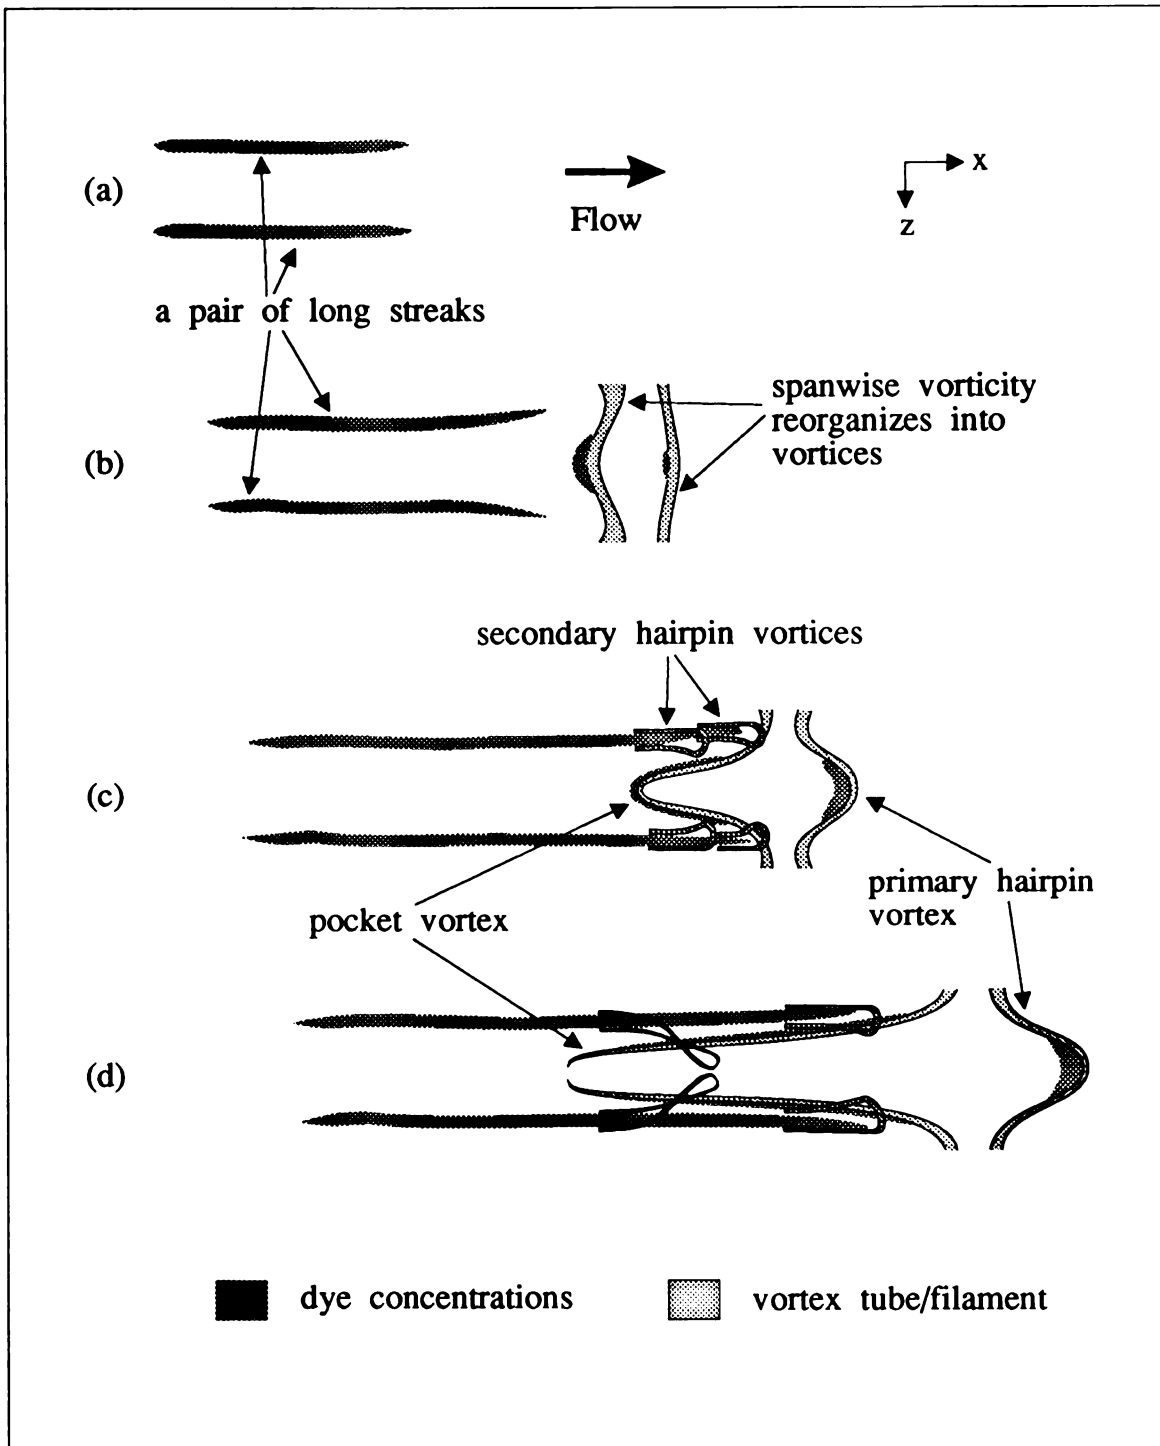 (a)
Flow
x
z
a pair of long streaks
(b)
spanwise vorticity
reorganizes into
vortices
secondary hairpin vortices
(c)
pocket vortex
primary hairpin
vortex
(d)
dye concentrations
vortex tube/filament